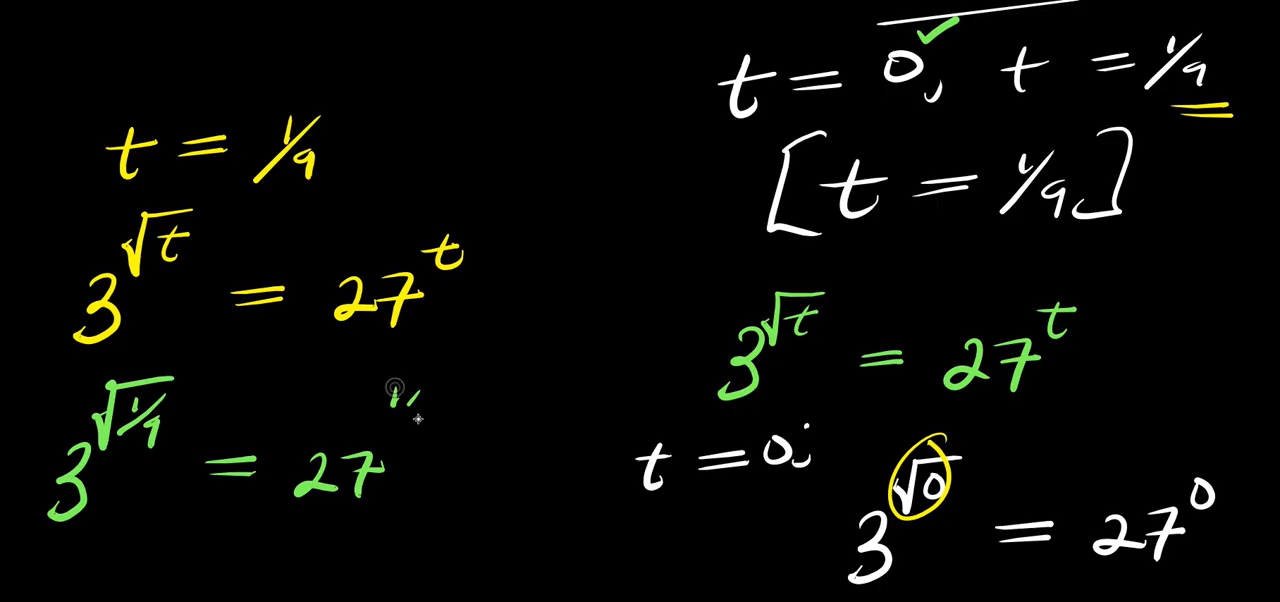 t = 1/9
3^√t = 27^t
3^√1/9 = 27^1/
t = 0, t = 1/9
[t = 1/9]
3^√t = 27^t
t = 0;
3^√0 = 27^0